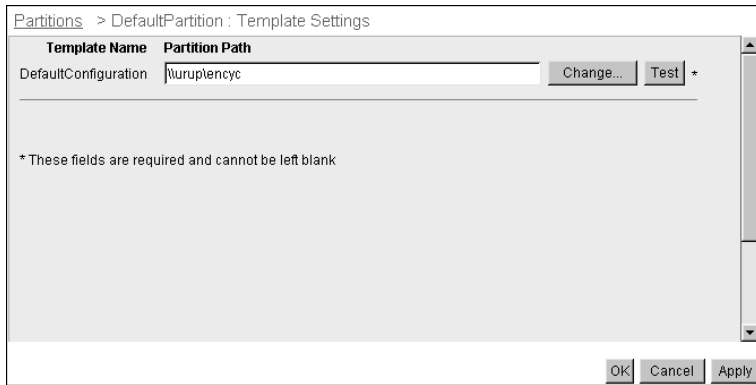 Partitions > DefaultPartition : Template Settings
Template Name Partition Path
DefaultConfiguration \\urup\encyc Change... Test *
* These fields are required and cannot be left blank
OK Cancel Apply